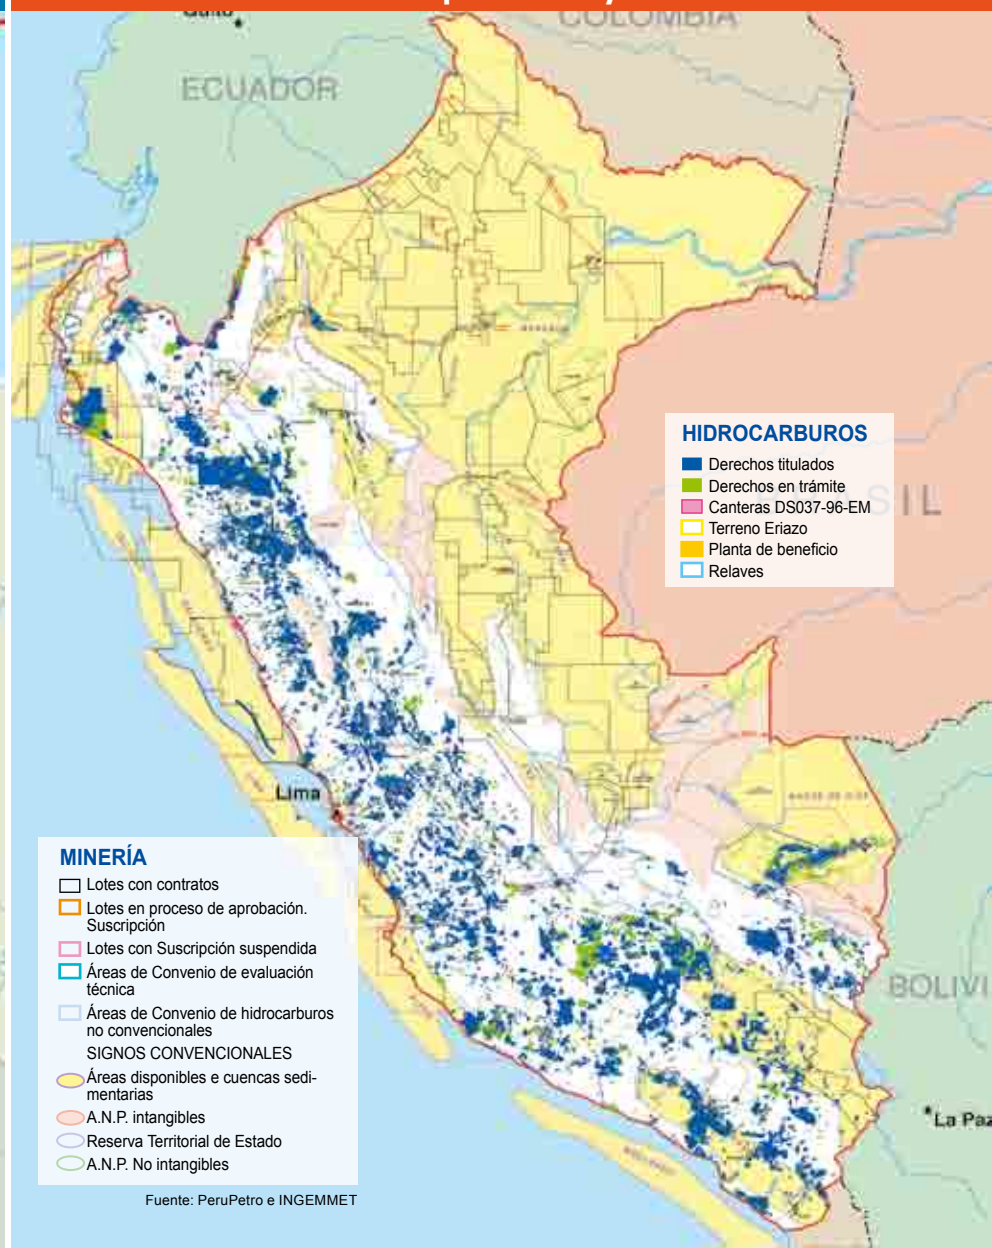 COLOMBIA
ECUADOR
HIDROCARBUROS
Derechos titulados
Derechos en trámite
Canteras DS037-96-EM
Terreno Eriazo
Planta de beneficio
Relaves
BRASIL
Lima
MINERÍA
Lotes con contratos
Lotes en proceso de aprobación.
Suscripción
Lotes con Suscripción suspendida
Áreas de Convenio de evaluación
técnica
Áreas de Convenio de hidrocarburos
no convencionales
SIGNOS CONVENCIONALES
Áreas disponibles e cuencas sedi-
mentarias
A.N.P. intangibles
Reserva Territorial de Estado
A.N.P. No intangibles
Fuente: PeruPetro e INGEMMET
BOLIVI
La Paz